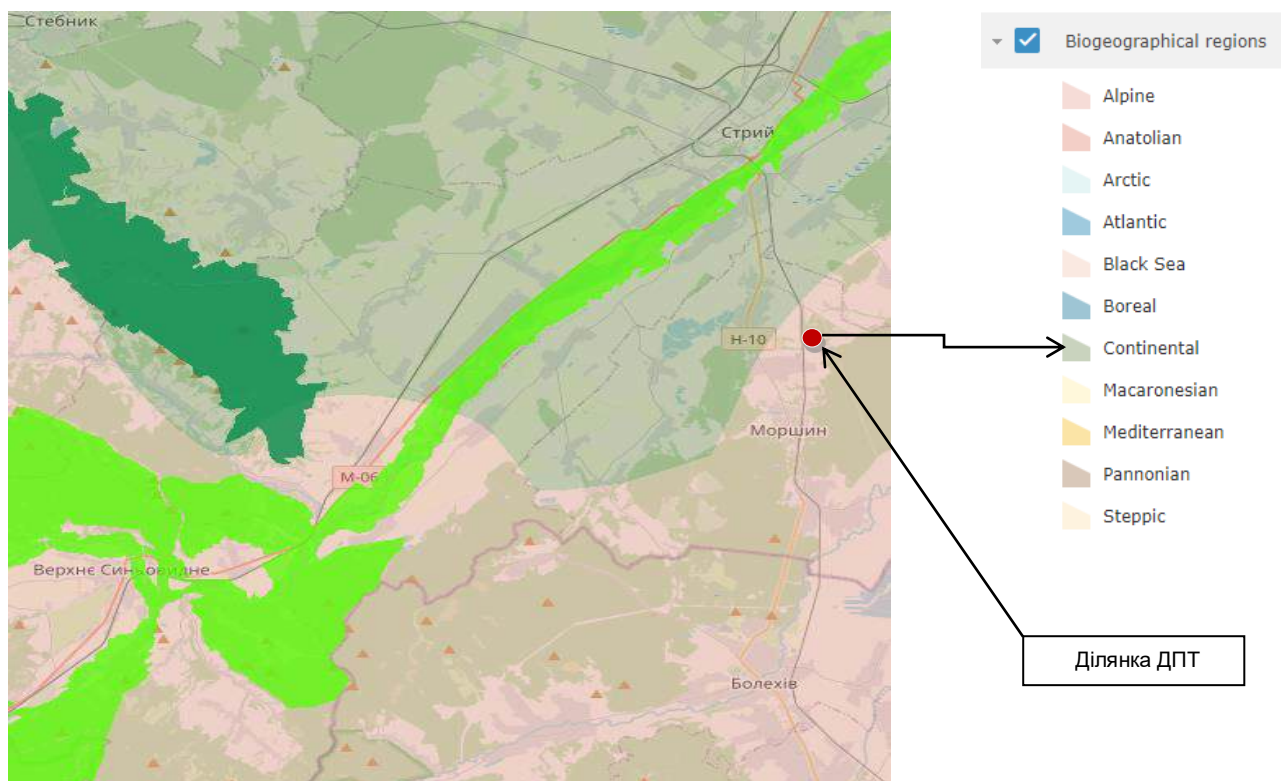 Стебник
Стрий
Н-10
Моршин
М-06
Верхнє Синьовидне
Болехів
Biogeographical regions
Alpine
Anatolian
Arctic
Atlantic
Black Sea
Boreal
Continental
Macaronesian
Mediterranean
Pannonian
Steppic
Ділянка ДПТ